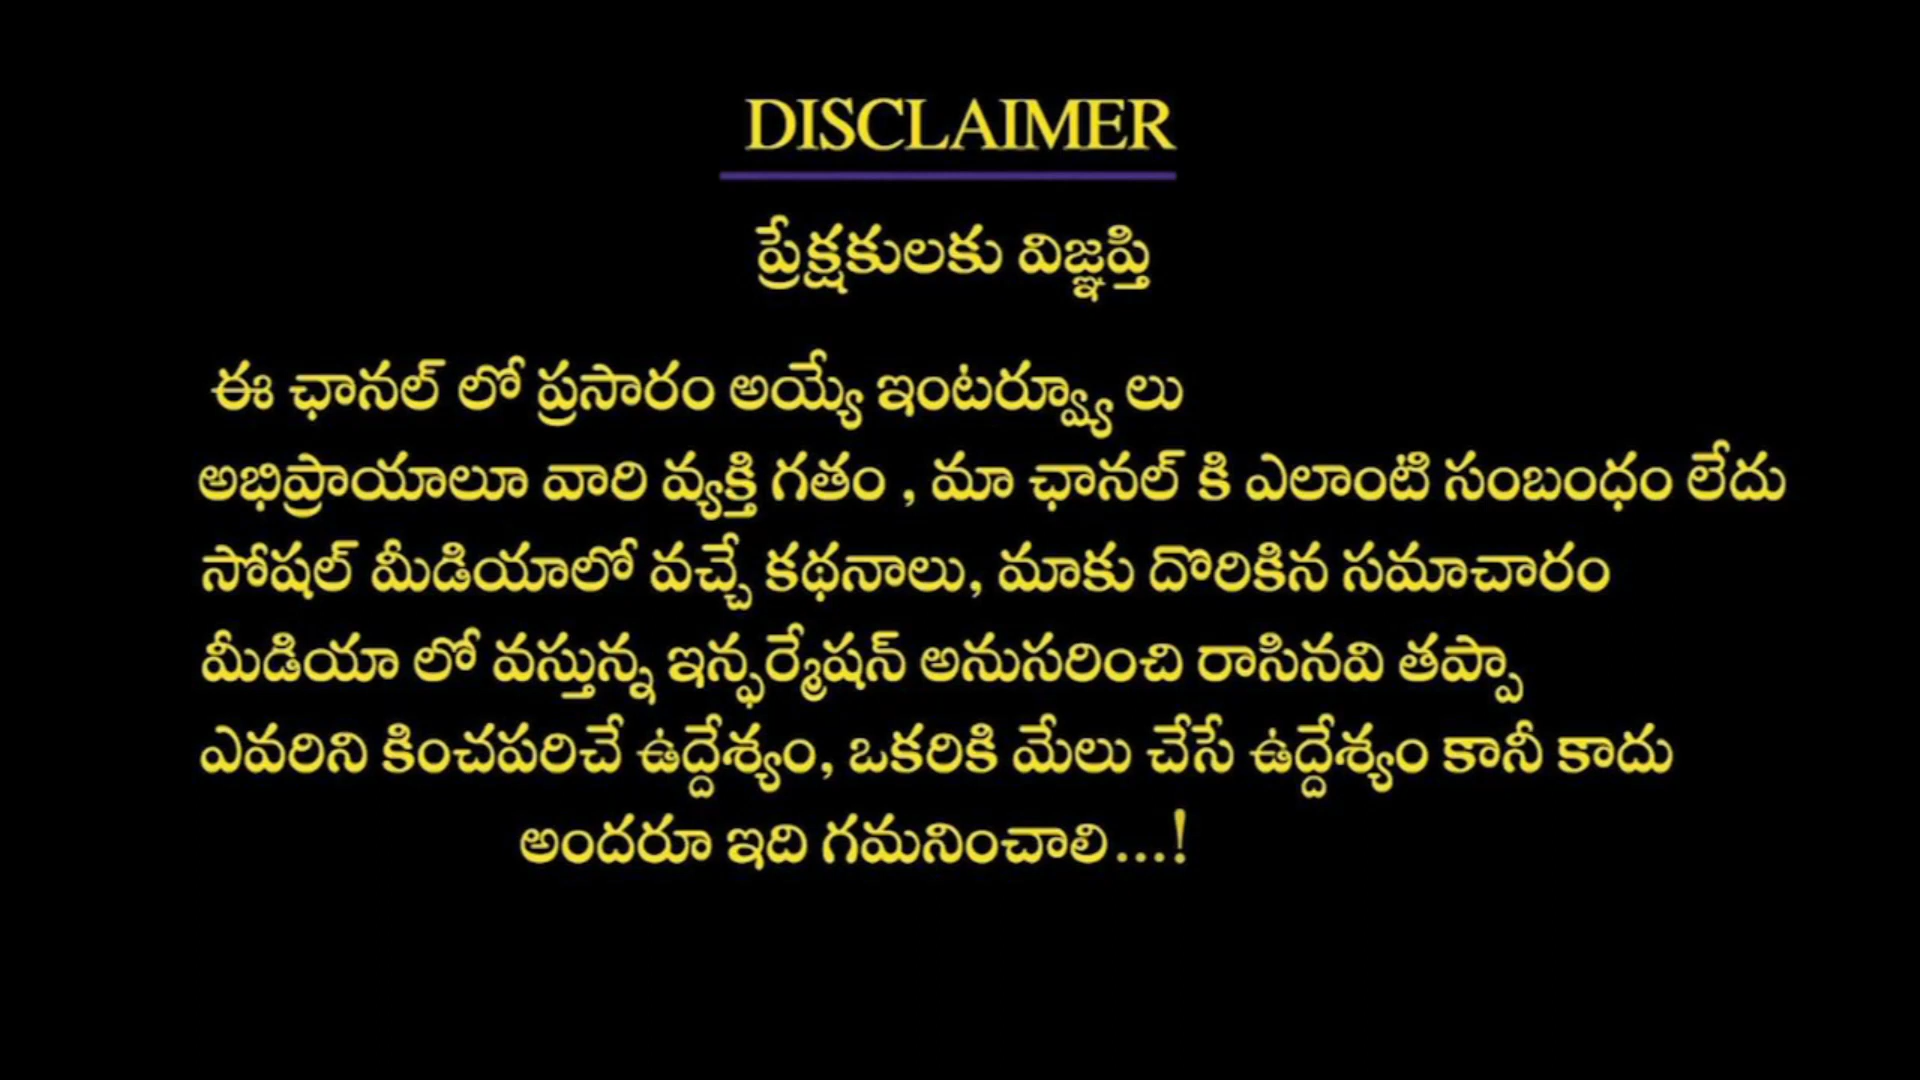 DISCLAIMER
ప్రేక్షకులకు విజ్ఞప్తి
ఈ ఛానల్ లో ప్రసారం అయ్యే ఇంటర్వ్యూ లు
అభిప్రాయాలూ వారి వ్యక్తి గతం , మా ఛానల్ కి ఎలాంటి సంబంధం లేదు
సోషల్ మీడియాలో వచ్చే కథనాలు, మాకు దొరికిన సమాచారం
మీడియా లో వస్తున్న ఇన్ఫర్మేషన్ అనుసరించి రాసినవి తప్పా
ఎవరిని కించపరిచే ఉద్దేశ్యం, ఒకరికి మేలు చేసే ఉద్దేశ్యం కానీ కాదు
అందరూ ఇది గమనించాలి...!